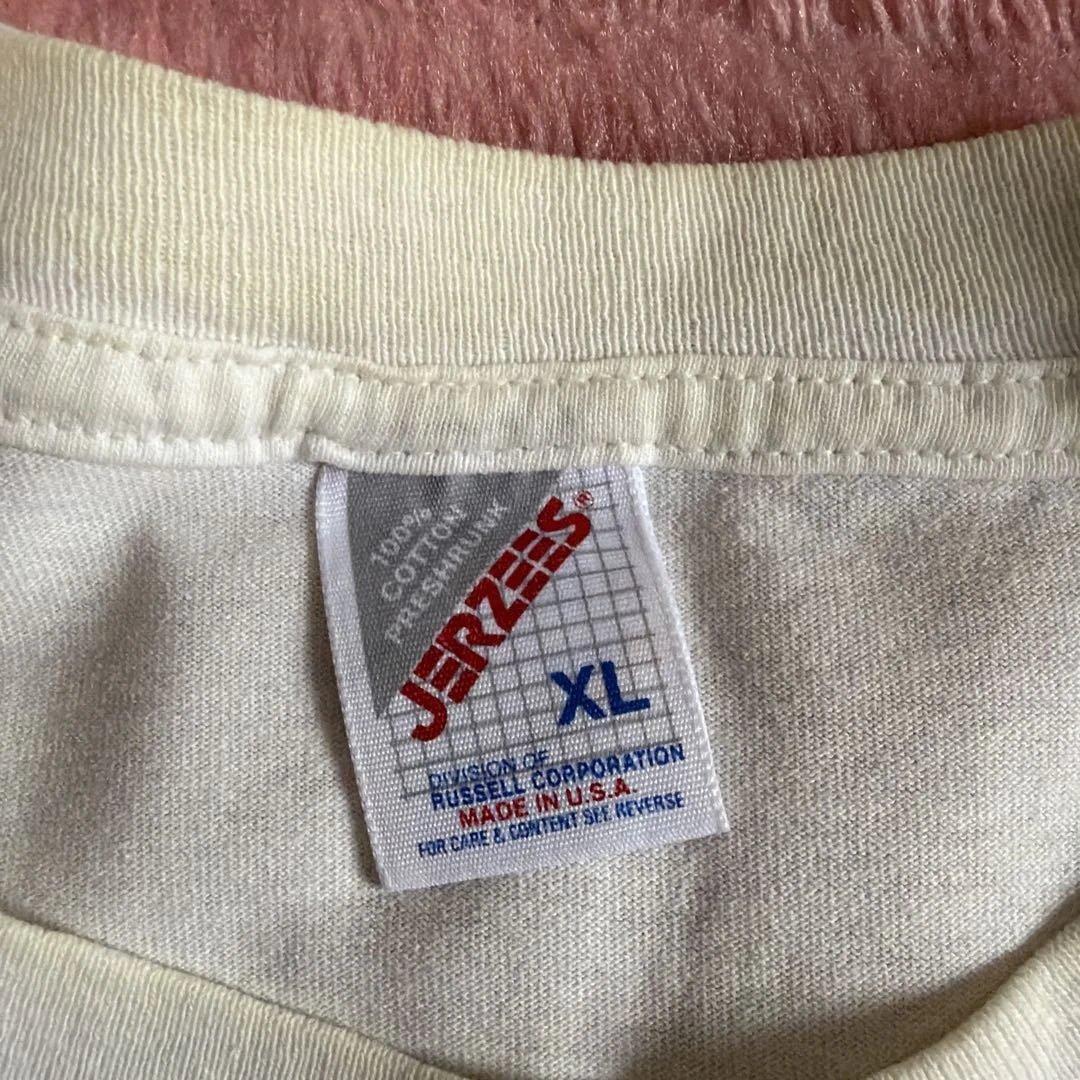 100%
COTTON
PRESHRUNK
JERZEES®
XL
DIVISION OF
RUSSELL CORPORATION
MADE IN U.S.A.
FOR CARE & CONTENT SEE REVERSE